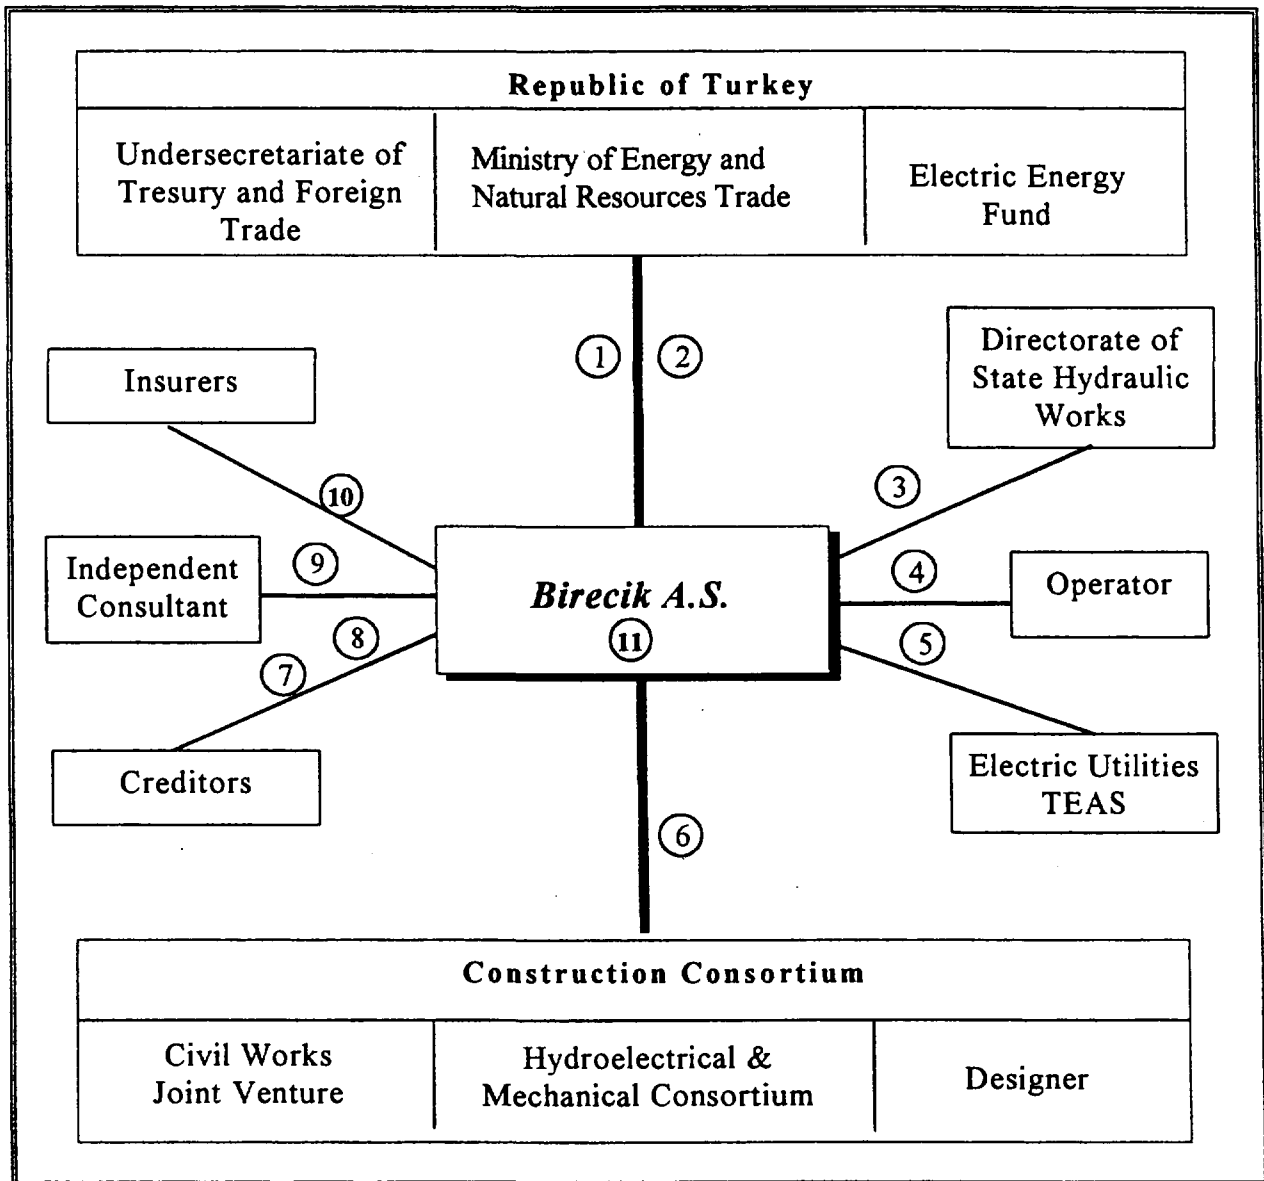 Republic of Turkey
Undersecretariate of
Tresury and Foreign
Trade
Ministry of Energy and
Natural Resources Trade
Electric Energy
Fund
1
2
Directorate of
State Hydraulic
Works
Insurers
3
10
Independent
Consultant
9
4
Operator
Birecik A.S.
11
8
5
7
Creditors
Electric Utilities
TEAS
6
Construction Consortium
Civil Works
Joint Venture
Hydroelectrical &
Mechanical Consortium
Designer